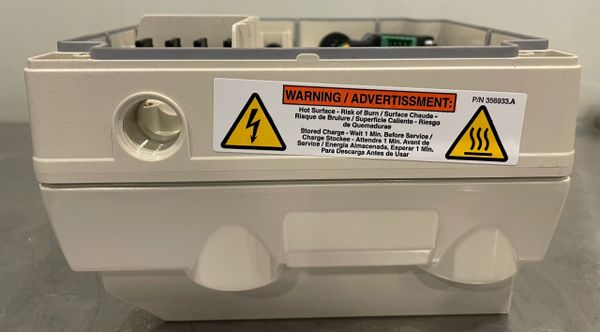 WARNING / ADVERTISSMENT:
P/N 356933.A
Hot Surface - Risk of Burn / Surface Chaude -
Risque de Brulure / Superficie Caliente - Riesgo
de Quemaduras
Stored Charge - Wait 1 Min. Before Service /
Charge Stockee - Attendre 1 Min. Avant de
Service / Energia Almacenada, Esperar 1 Min.
Para Descarga Antes de Usar